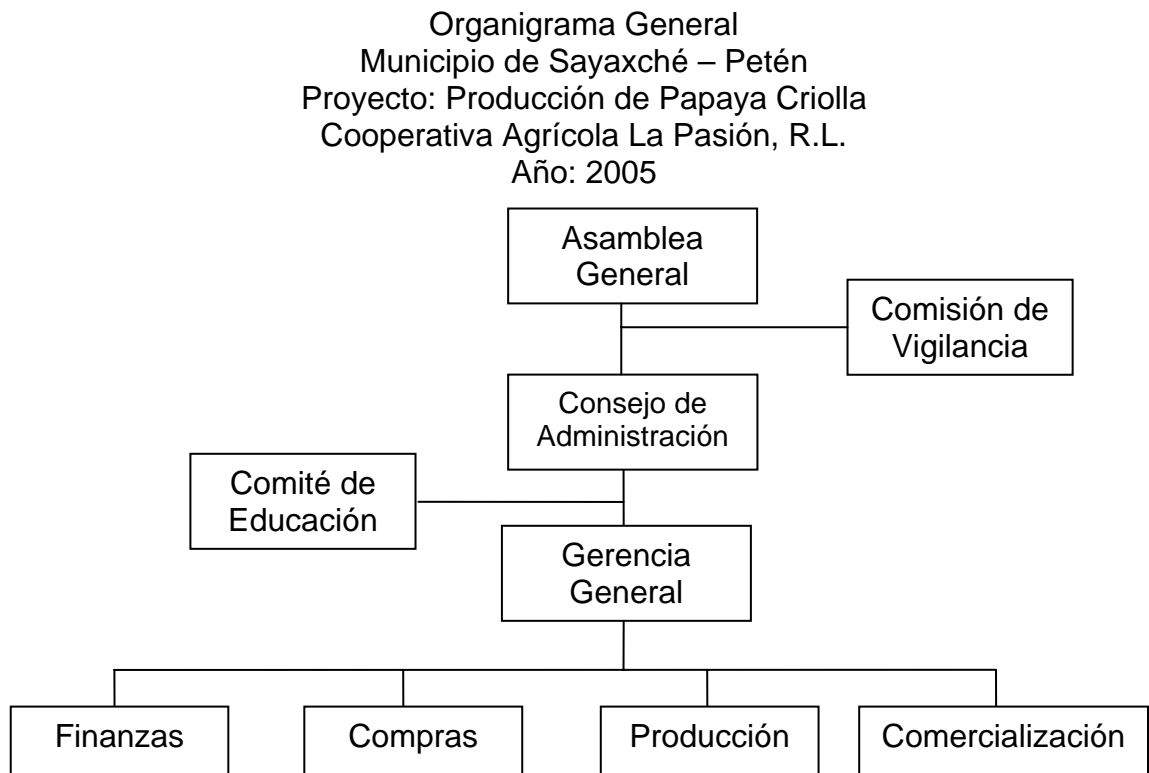 Organigrama General
Municipio de Sayaxché – Petén
Proyecto: Producción de Papaya Criolla
Cooperativa Agrícola La Pasión, R.L.
Año: 2005
Asamblea
General
Comisión de
Vigilancia
Consejo de
Administración
Comité de
Educación
Gerencia
General
Finanzas
Compras
Producción
Comercialización